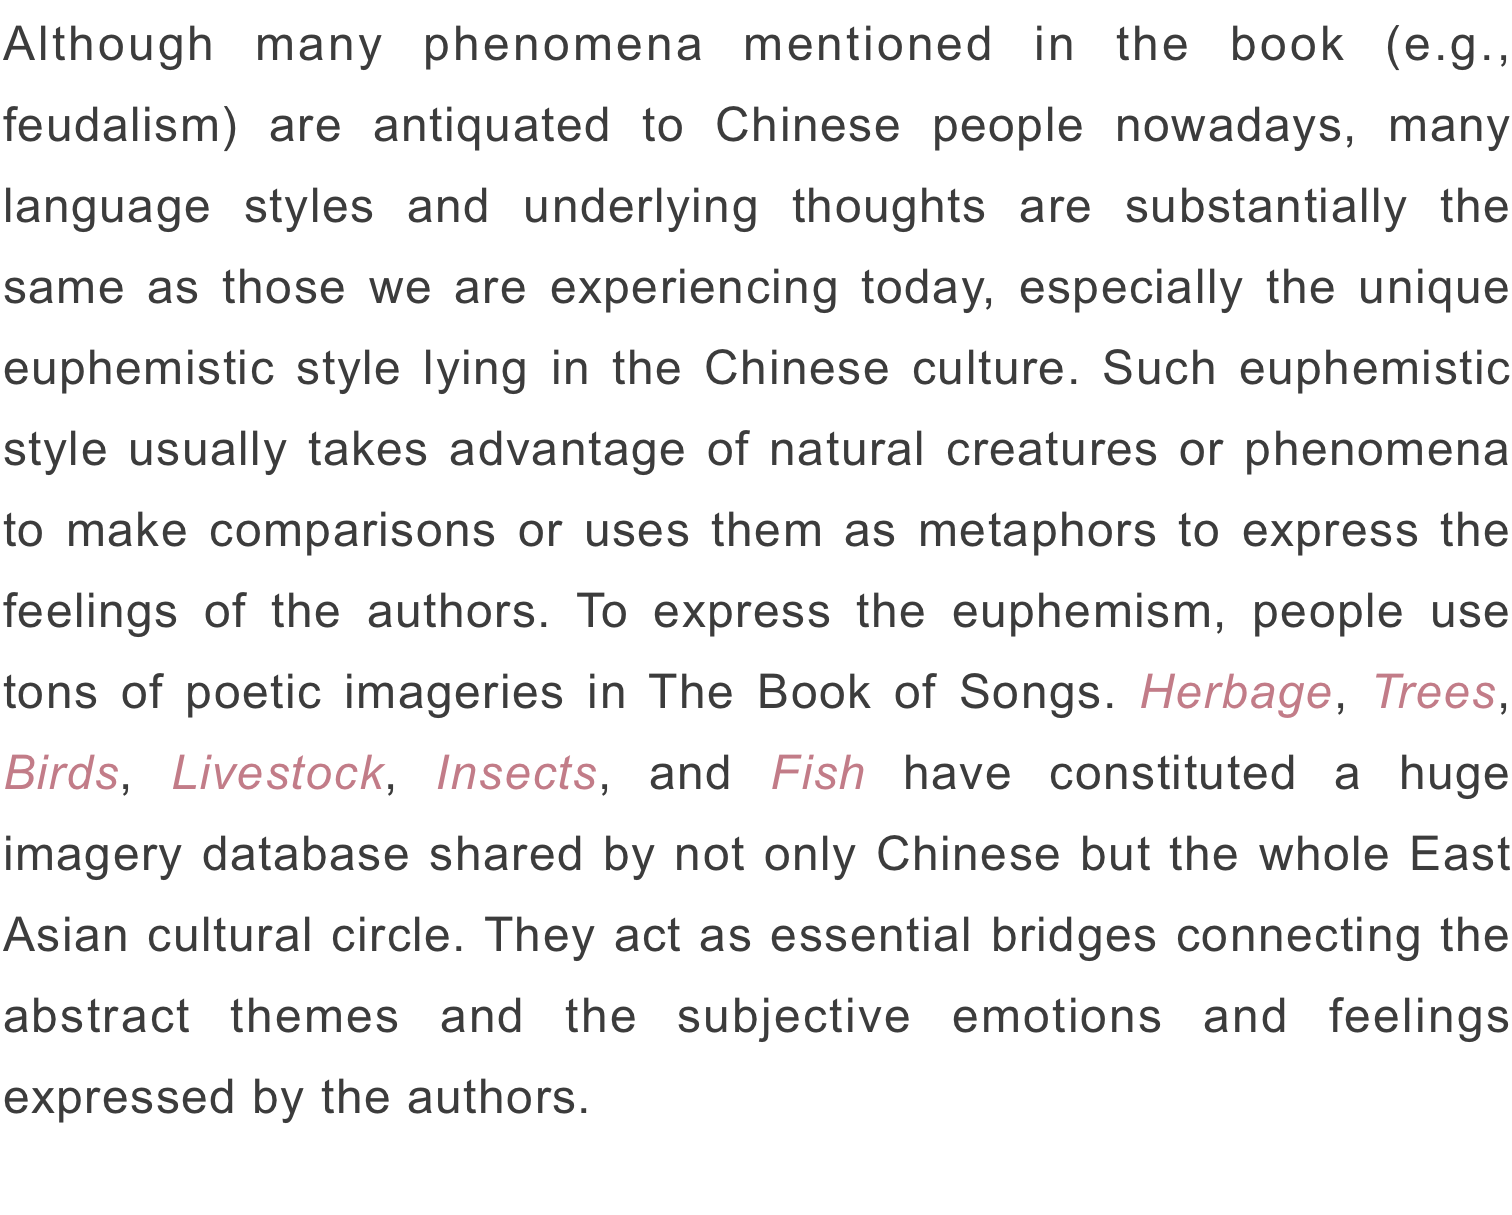 Although many phenomena mentioned in the book (e.g.,
feudalism) are antiquated to Chinese people nowadays, many
language styles and underlying thoughts are substantially the
same as those we are experiencing today, especially the unique
euphemistic style lying in the Chinese culture. Such euphemistic
style usually takes advantage of natural creatures or phenomena
to make comparisons or uses them as metaphors to express the
feelings of the authors. To express the euphemism, people use
tons of poetic imageries in The Book of Songs. Herbage, Trees,
Birds, Livestock, Insects, and Fish have constituted a huge
imagery database shared by not only Chinese but the whole East
Asian cultural circle. They act as essential bridges connecting the
abstract themes and the subjective emotions and feelings
expressed by the authors.